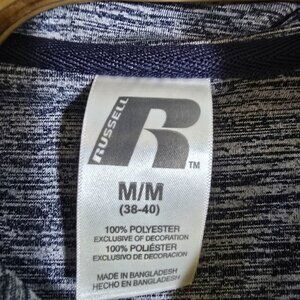 RUSSELL
R
TM
M/M
(38-40)
100% POLYESTER
EXCLUSIVE OF DECORATION
100% POLIÉSTER
EXCLUSIVO DE DECORACION
MADE IN BANGLADESH
HECHO EN BANGLADESH